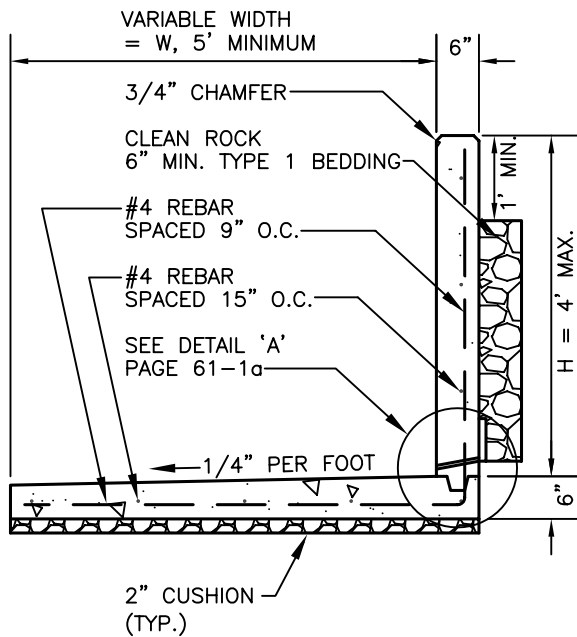 VARIABLE WIDTH
= W, 5' MINIMUM
6"
3/4" CHAMFER
CLEAN ROCK
6" MIN. TYPE 1 BEDDING
1' MIN.
#4 REBAR
SPACED 9" O.C.
H = 4' MAX.
#4 REBAR
SPACED 15" O.C.
SEE DETAIL 'A'
PAGE 61-1a
1/4" PER FOOT
6"
2" CUSHION
(TYP.)